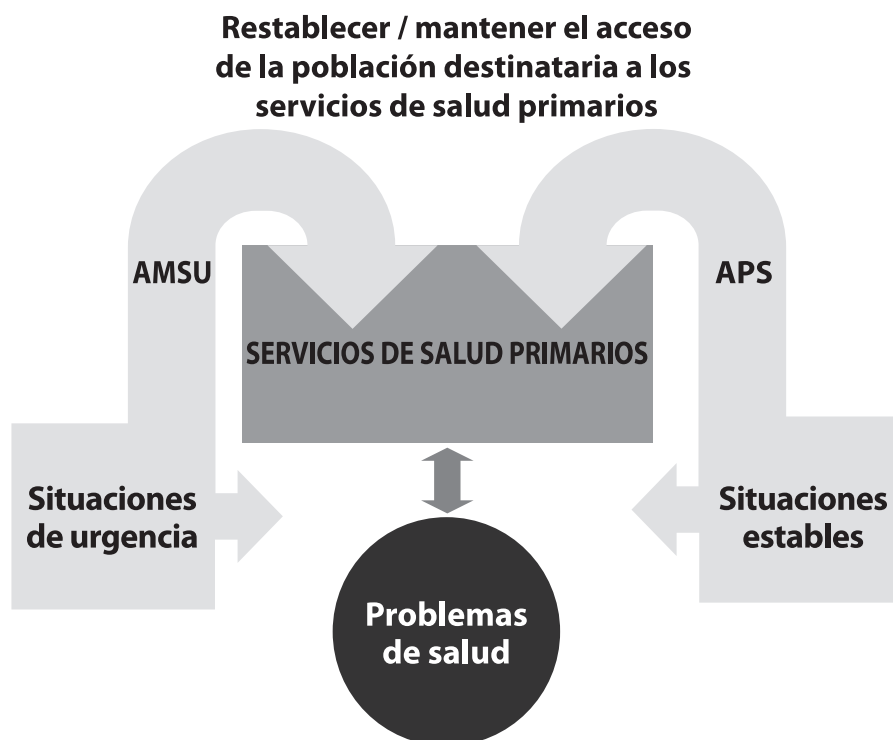 Restablecer / mantener el acceso
de la población destinataria a los
servicios de salud primarios
AMSU
APS
SERVICIOS DE SALUD PRIMARIOS
Situaciones
de urgencia
Situaciones
estables
Problemas
de salud